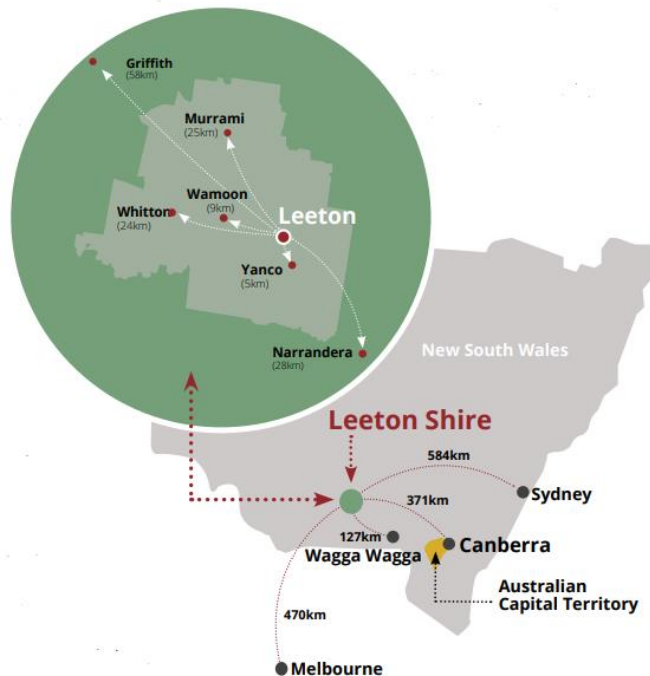 Griffith
(58km)
Murrami
(25km)
Wamoon
(9km)
Leeton
Whitton
(24km)
Yanco
(5km)
Narrandera
(28km)
New South Wales
Leeton Shire
584km
Sydney
371km
127km
Canberra
Wagga Wagga
Australian
Capital Territory
470km
Melbourne